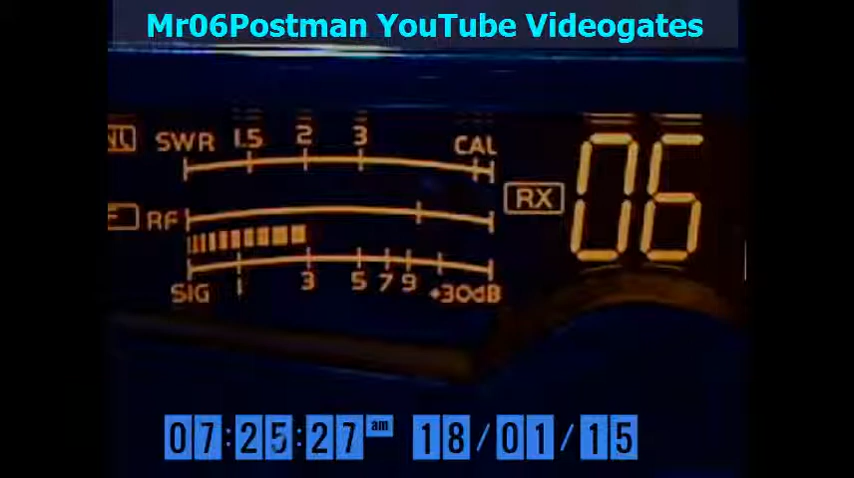 Mr06Postman YouTube Videogates
SWR 1.5 2 3 CAL
RX
06
RF
SIG 1 3 5 7 9 +30dB
07:25:27 am 18/01/15